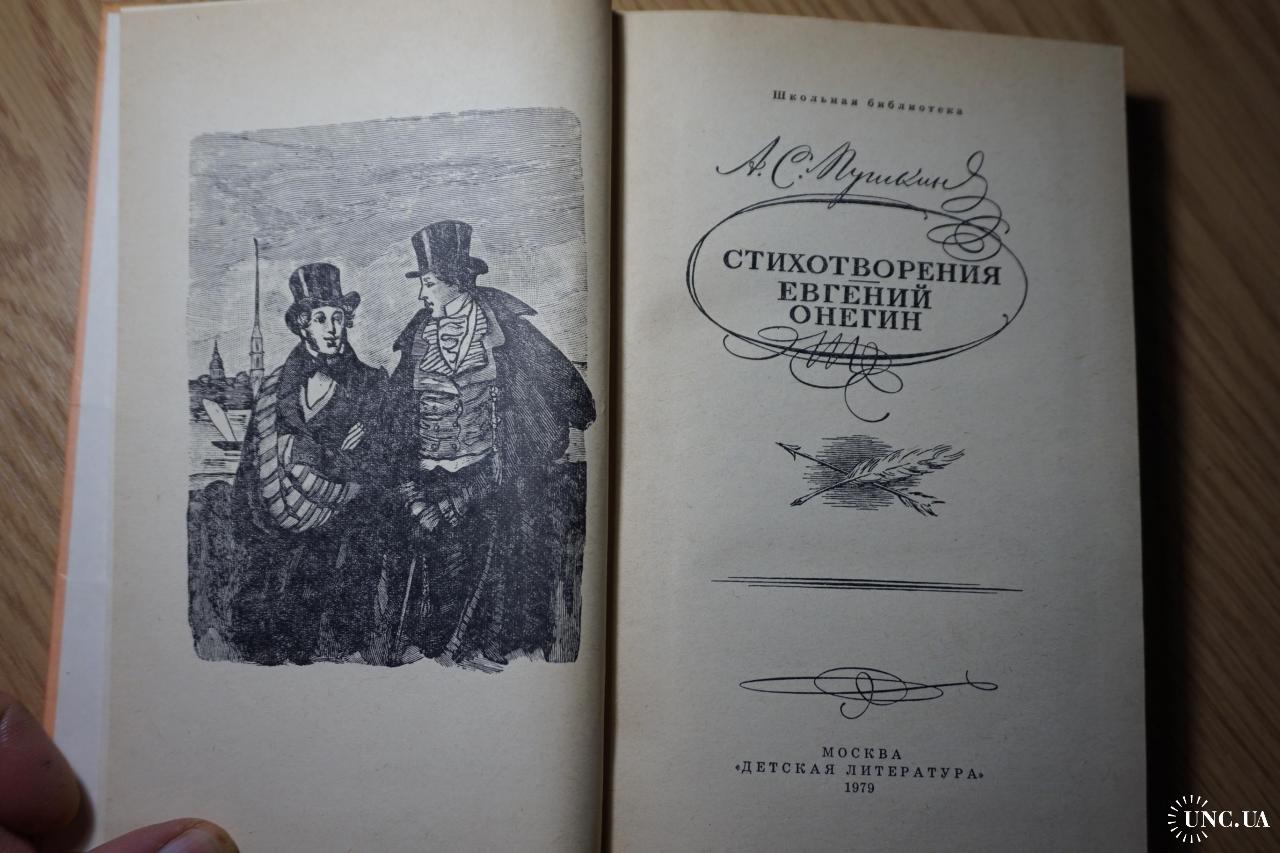 Школьная библиотека
А. С. Пушкин
СТИХОТВОРЕНИЯ
ЕВГЕНИЙ
ОНЕГИН
МОСКВА
«ДЕТСКАЯ ЛИТЕРАТУРА»
1979
UNC.UA